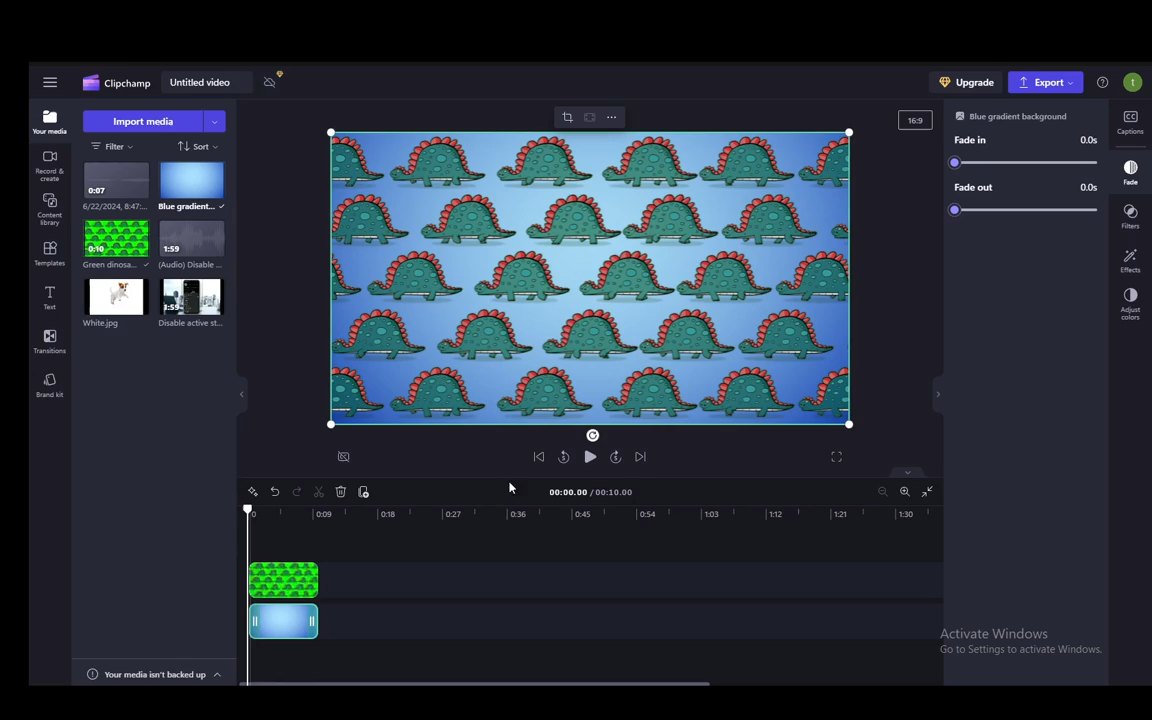 Clipchamp
Untitled video
Upgrade
Export
t
Your media
Record & create
Content library
Templates
Text
Transitions
Brand kit
Import media
Filter
Sort
0:07
6/22/2024, 8:47:...
Blue gradient...
0:10
Green dinosa...
1:59
(Audio) Disable ...
White.jpg
1:59
Disable active st...
Your media isn't backed up
16:9
00:00.00 / 00:10.00
0
0:09
0:18
0:27
0:36
0:45
0:54
1:03
1:12
1:21
1:30
Blue gradient background
Fade in
0.0s
Fade out
0.0s
Captions
Fade
Filters
Effects
Adjust colors
Activate Windows
Go to Settings to activate Windows.